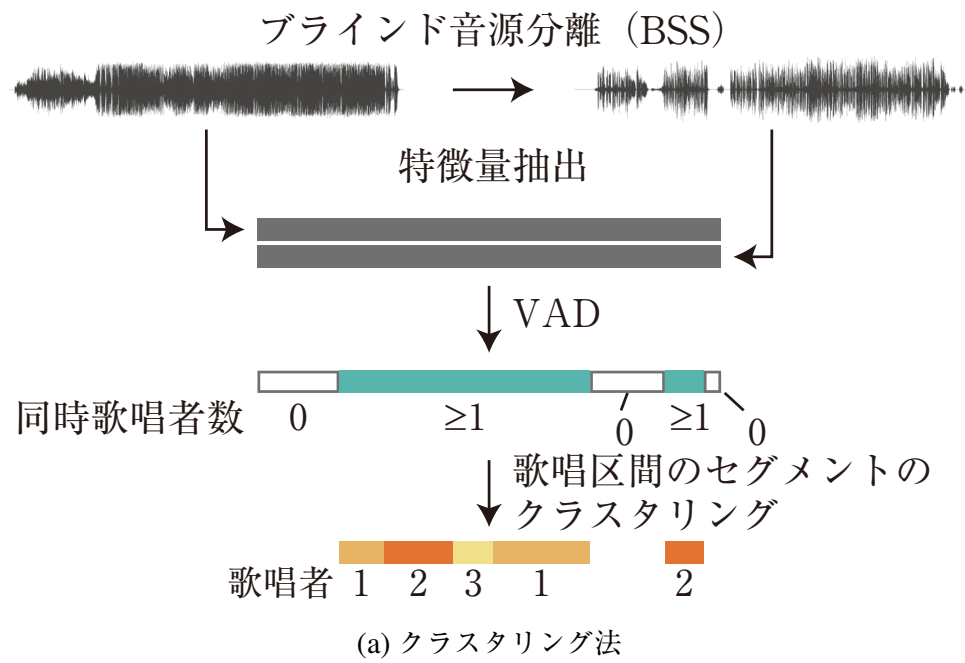 ブラインド音源分離（BSS）
特徴量抽出
VAD
同時歌唱者数 0 ≥1 0 ≥1 0
歌唱区間のセグメントの
クラスタリング
歌唱者 1 2 3 1 2
(a) クラスタリング法